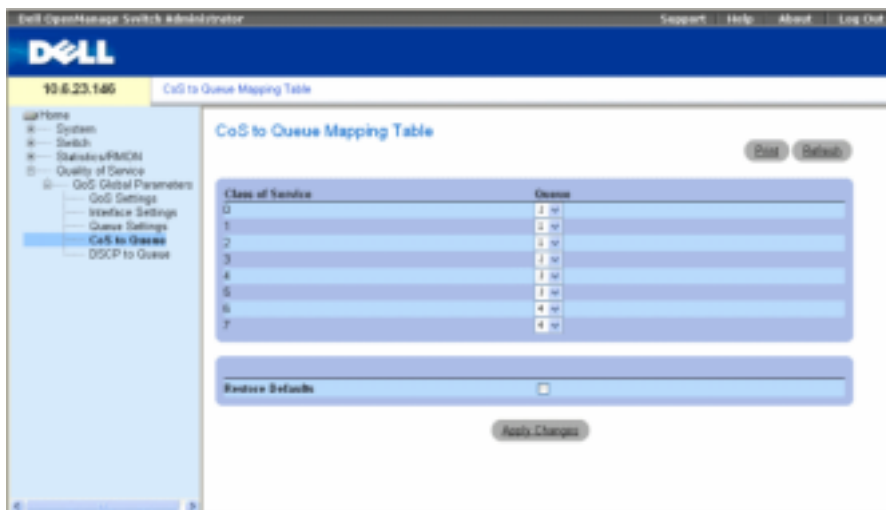 Dell OpenManage Switch Administrator
Support Help About Log Out
DELL
10.6.23.146
CoS to Queue Mapping Table
Home
System
Switch
Statistics/RMON
Quality of Service
QoS Global Parameters
QoS Settings
Interface Settings
Queue Settings
CoS to Queue
DSCP to Queue
CoS to Queue Mapping Table
Print Refresh
Class of Service Queue
0
1
2
3
4
5
6 4
7 4
Restore Defaults
Apply Changes